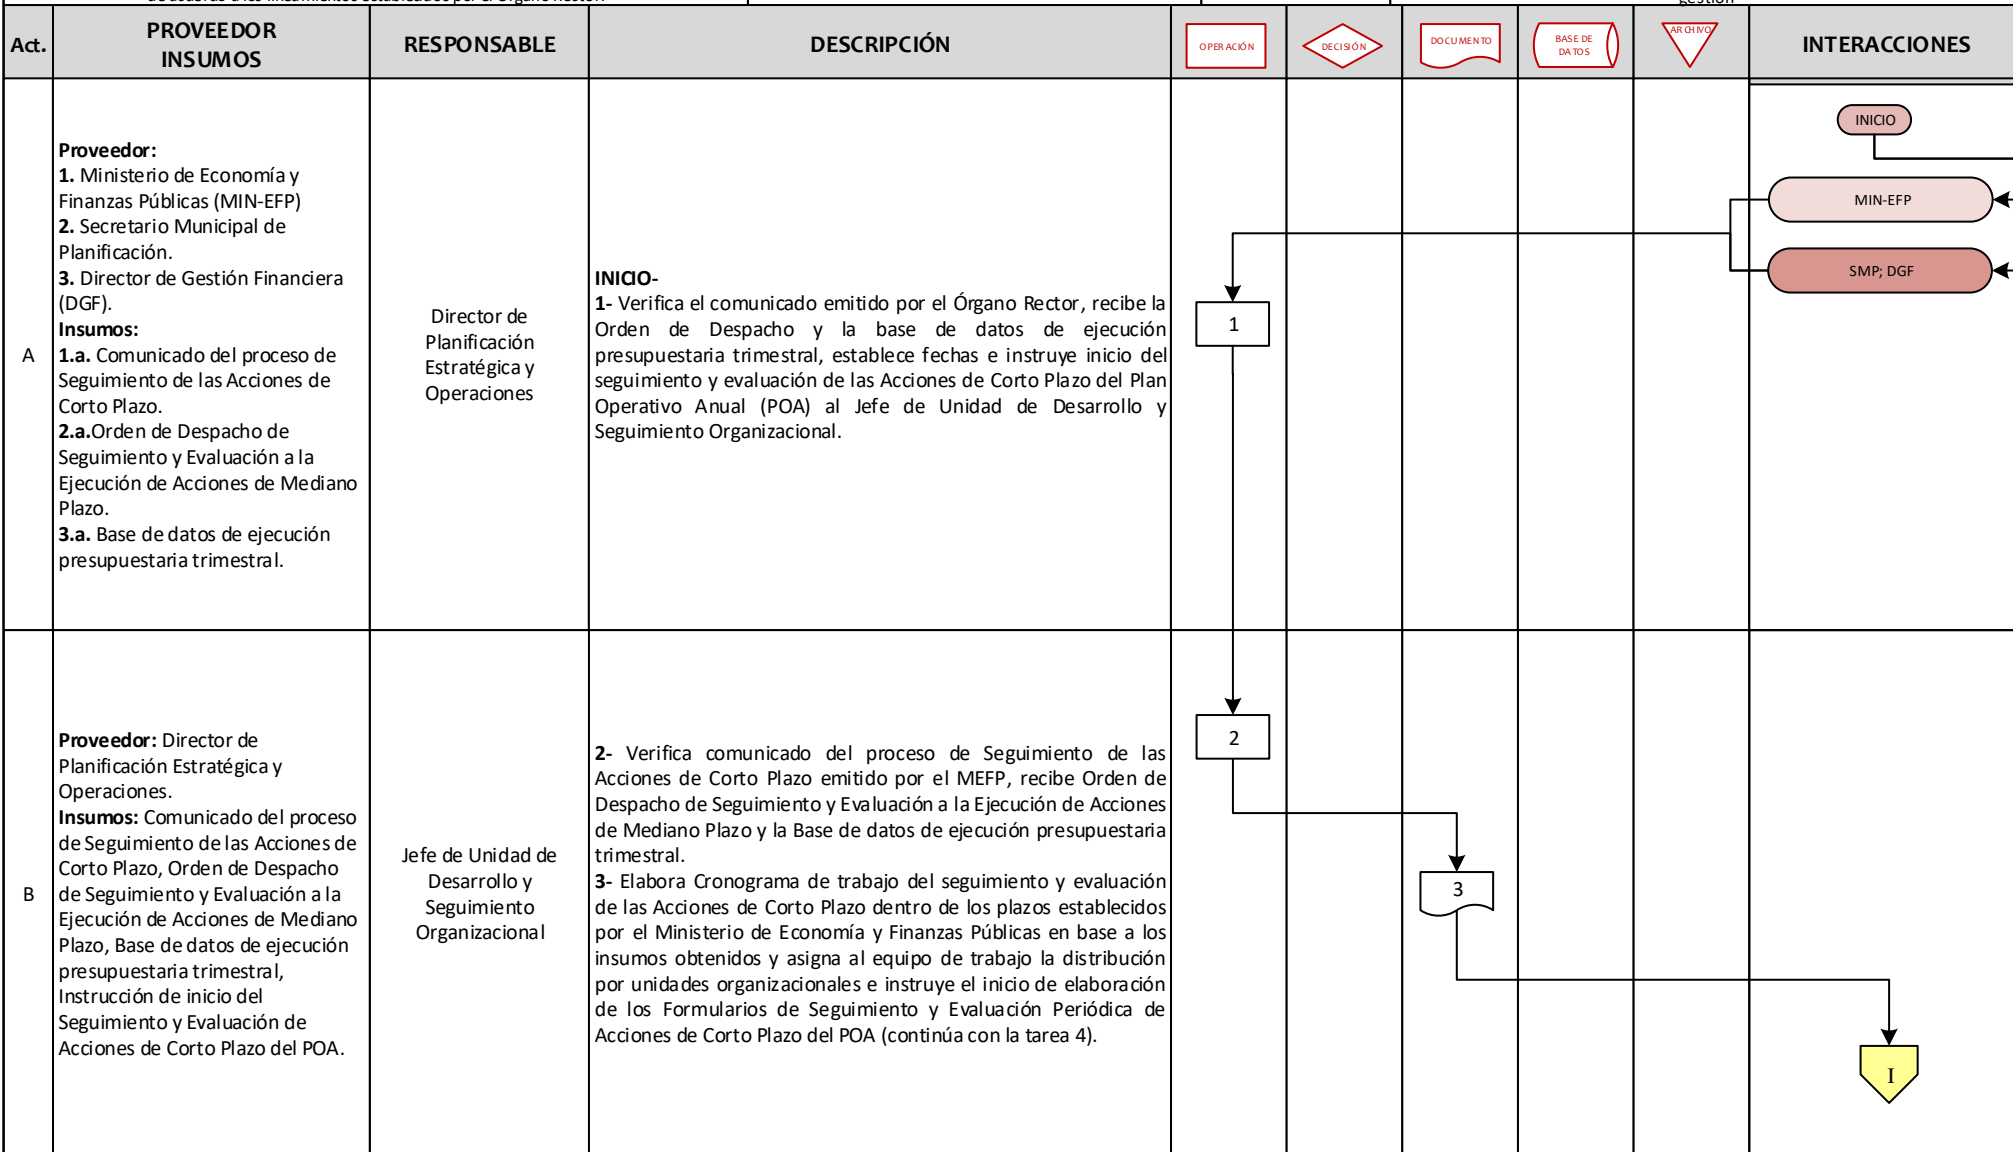 gestión
Act.
PROVEEDOR
INSUMOS
RESPONSABLE
DESCRIPCIÓN
OPERACIÓN
DECISIÓN
DOCUMENTO
BASE DE
DATOS
ARCHIVO
INTERACCIONES
A
Proveedor:
1. Ministerio de Economía y
Finanzas Públicas (MIN-EFP)
2. Secretario Municipal de
Planificación.
3. Director de Gestión Financiera
(DGF).
Insumos:
1.a. Comunicado del proceso de
Seguimiento de las Acciones de
Corto Plazo.
2.a.Orden de Despacho de
Seguimiento y Evaluación a la
Ejecución de Acciones de Mediano
Plazo.
3.a. Base de datos de ejecución
presupuestaria trimestral.
Director de
Planificación
Estratégica y
Operaciones
INICIO-
1- Verifica el comunicado emitido por el Órgano Rector, recibe la
Orden de Despacho y la base de datos de ejecución
presupuestaria trimestral, establece fechas e instruye inicio del
seguimiento y evaluación de las Acciones de Corto Plazo del Plan
Operativo Anual (POA) al Jefe de Unidad de Desarrollo y
Seguimiento Organizacional.
1
INICIO
MIN-EFP
SMP; DGF
B
Proveedor: Director de
Planificación Estratégica y
Operaciones.
Insumos: Comunicado del proceso
de Seguimiento de las Acciones de
Corto Plazo, Orden de Despacho
de Seguimiento y Evaluación a la
Ejecución de Acciones de Mediano
Plazo, Base de datos de ejecución
presupuestaria trimestral,
Instrucción de inicio del
Seguimiento y Evaluación de
Acciones de Corto Plazo del POA.
Jefe de Unidad de
Desarrollo y
Seguimiento
Organizacional
2- Verifica comunicado del proceso de Seguimiento de las
Acciones de Corto Plazo emitido por el MEFP, recibe Orden de
Despacho de Seguimiento y Evaluación a la Ejecución de Acciones
de Mediano Plazo y la Base de datos de ejecución presupuestaria
trimestral.
3- Elabora Cronograma de trabajo del seguimiento y evaluación
de las Acciones de Corto Plazo dentro de los plazos establecidos
por el Ministerio de Economía y Finanzas Públicas en base a los
insumos obtenidos y asigna al equipo de trabajo la distribución
por unidades organizacionales e instruye el inicio de elaboración
de los Formularios de Seguimiento y Evaluación Periódica de
Acciones de Corto Plazo del POA (continúa con la tarea 4).
2
3
I